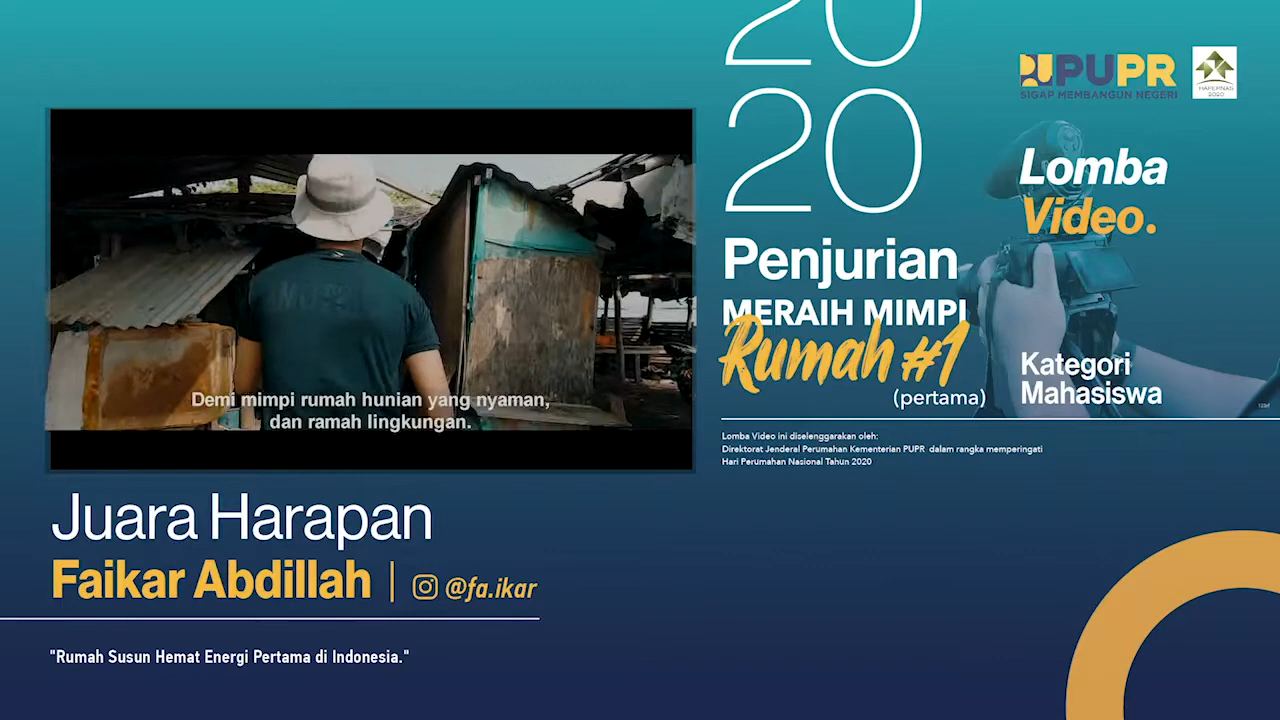 20
20
PUPR
SIGAP MEMBANGUN NEGERI
HAPERNAS
2020
Lomba
Video.
Penjurian
MERAIH MIMPI
Rumah #1
(pertama)
Kategori
Mahasiswa
Lomba Video ini diselenggarakan oleh:
Direktorat Jenderal Perumahan Kementerian PUPR dalam rangka memperingati
Hari Perumahan Nasional Tahun 2020
Demi mimpi rumah hunian yang nyaman,
dan ramah lingkungan.
Juara Harapan
Faikar Abdillah | @fa.ikar
"Rumah Susun Hemat Energi Pertama di Indonesia."